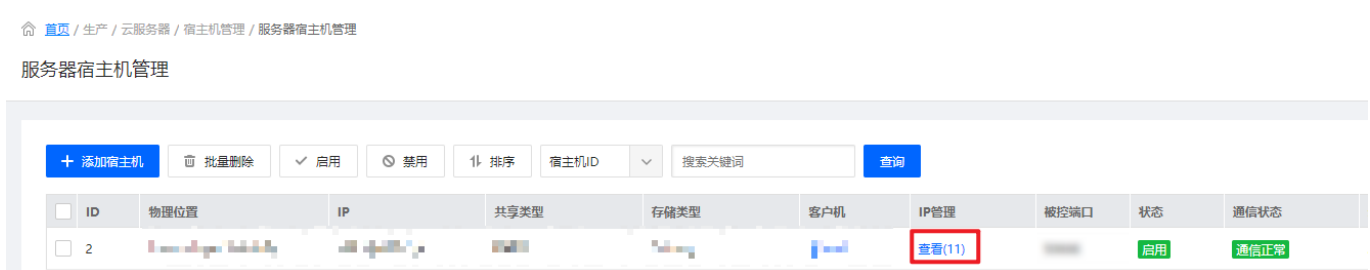 首页 / 生产 / 云服务器 / 宿主机管理 / 服务器宿主机管理
服务器宿主机管理
添加宿主机 批量删除 启用 禁用 排序 宿主机ID 搜索关键词 查询
ID 物理位置 IP 共享类型 存储类型 客户机 IP管理 被控端口 状态 通信状态
2 查看(11) 启用 通信正常